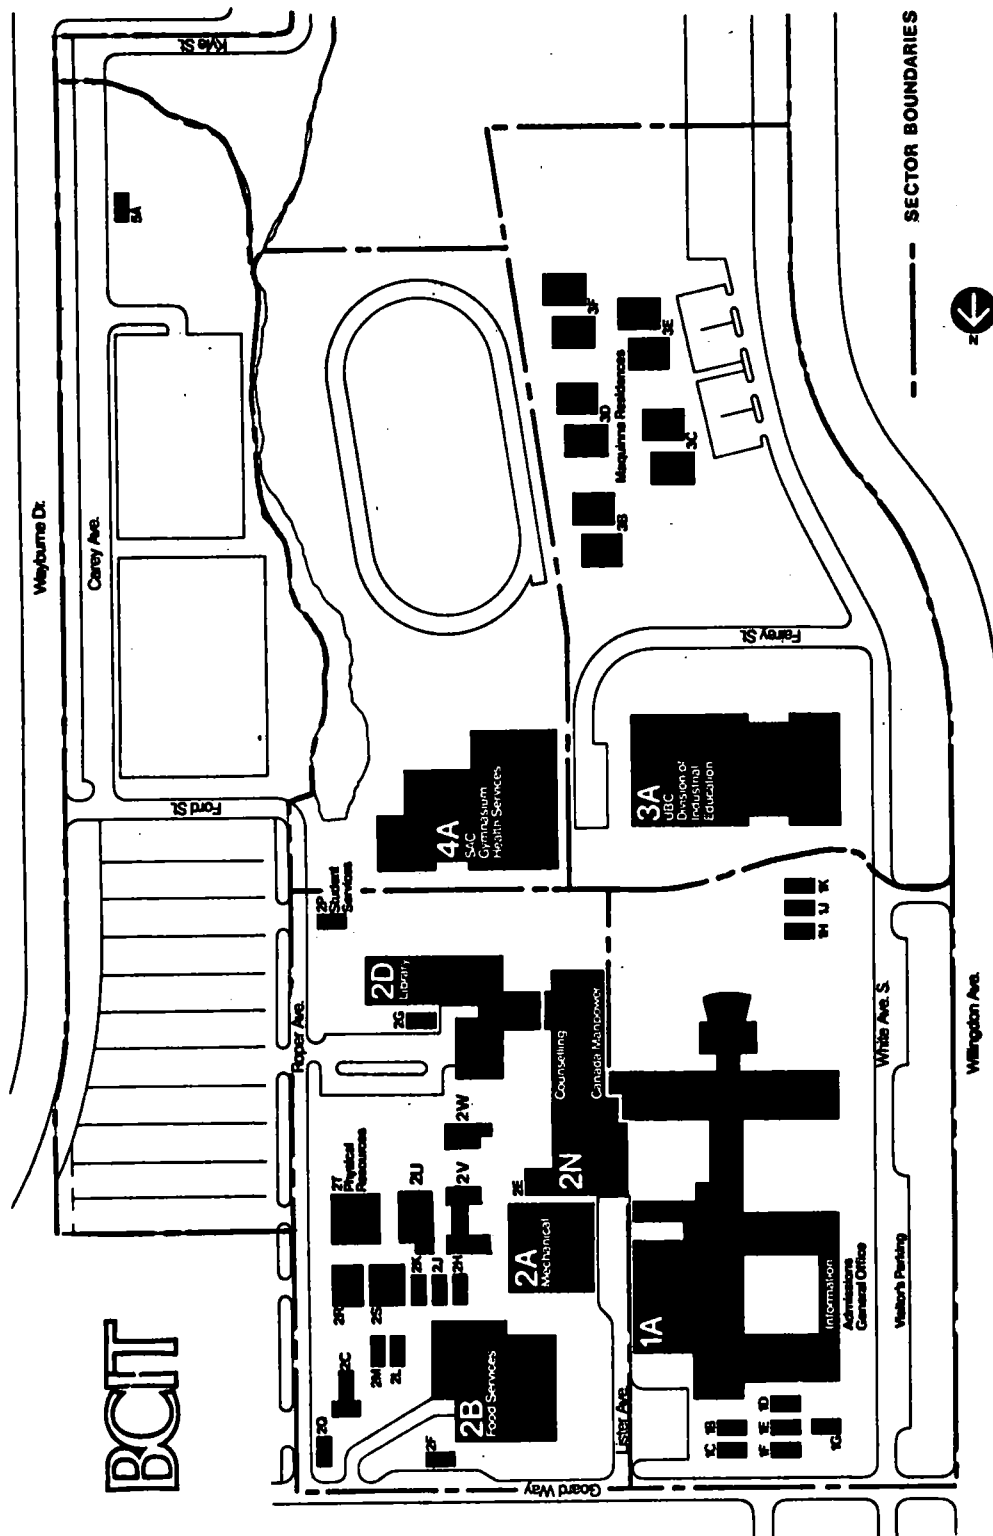 BCIT
Wayburne Dr.
Carey Ave.
Kyle St.
5A
Ford St.
Roper Ave.
2P
Student
Services
2D
Library
2G
4A
SAC
Gymnasium
Health Services
3F
3E
3D
Maquinna Residences
3C
3B
Fairey St.
3A
UBC
Division of
Industrial
Education
SECTOR BOUNDARIES
N
2T
Physical
Resources
2U
2W
2V
2R
2S
2K
2J
2H
2C
2M
2L
2B
Food Services
2F
2A
Mechanical
2E
2N
Counselling
Canada Manpower
Lister Ave.
Goard Way
1A
Information
Admissions
General Office
1B
1C
1D
1E
1F
1G
1H
1J
1K
White Ave. S.
Visitor's Parking
Willingdon Ave.